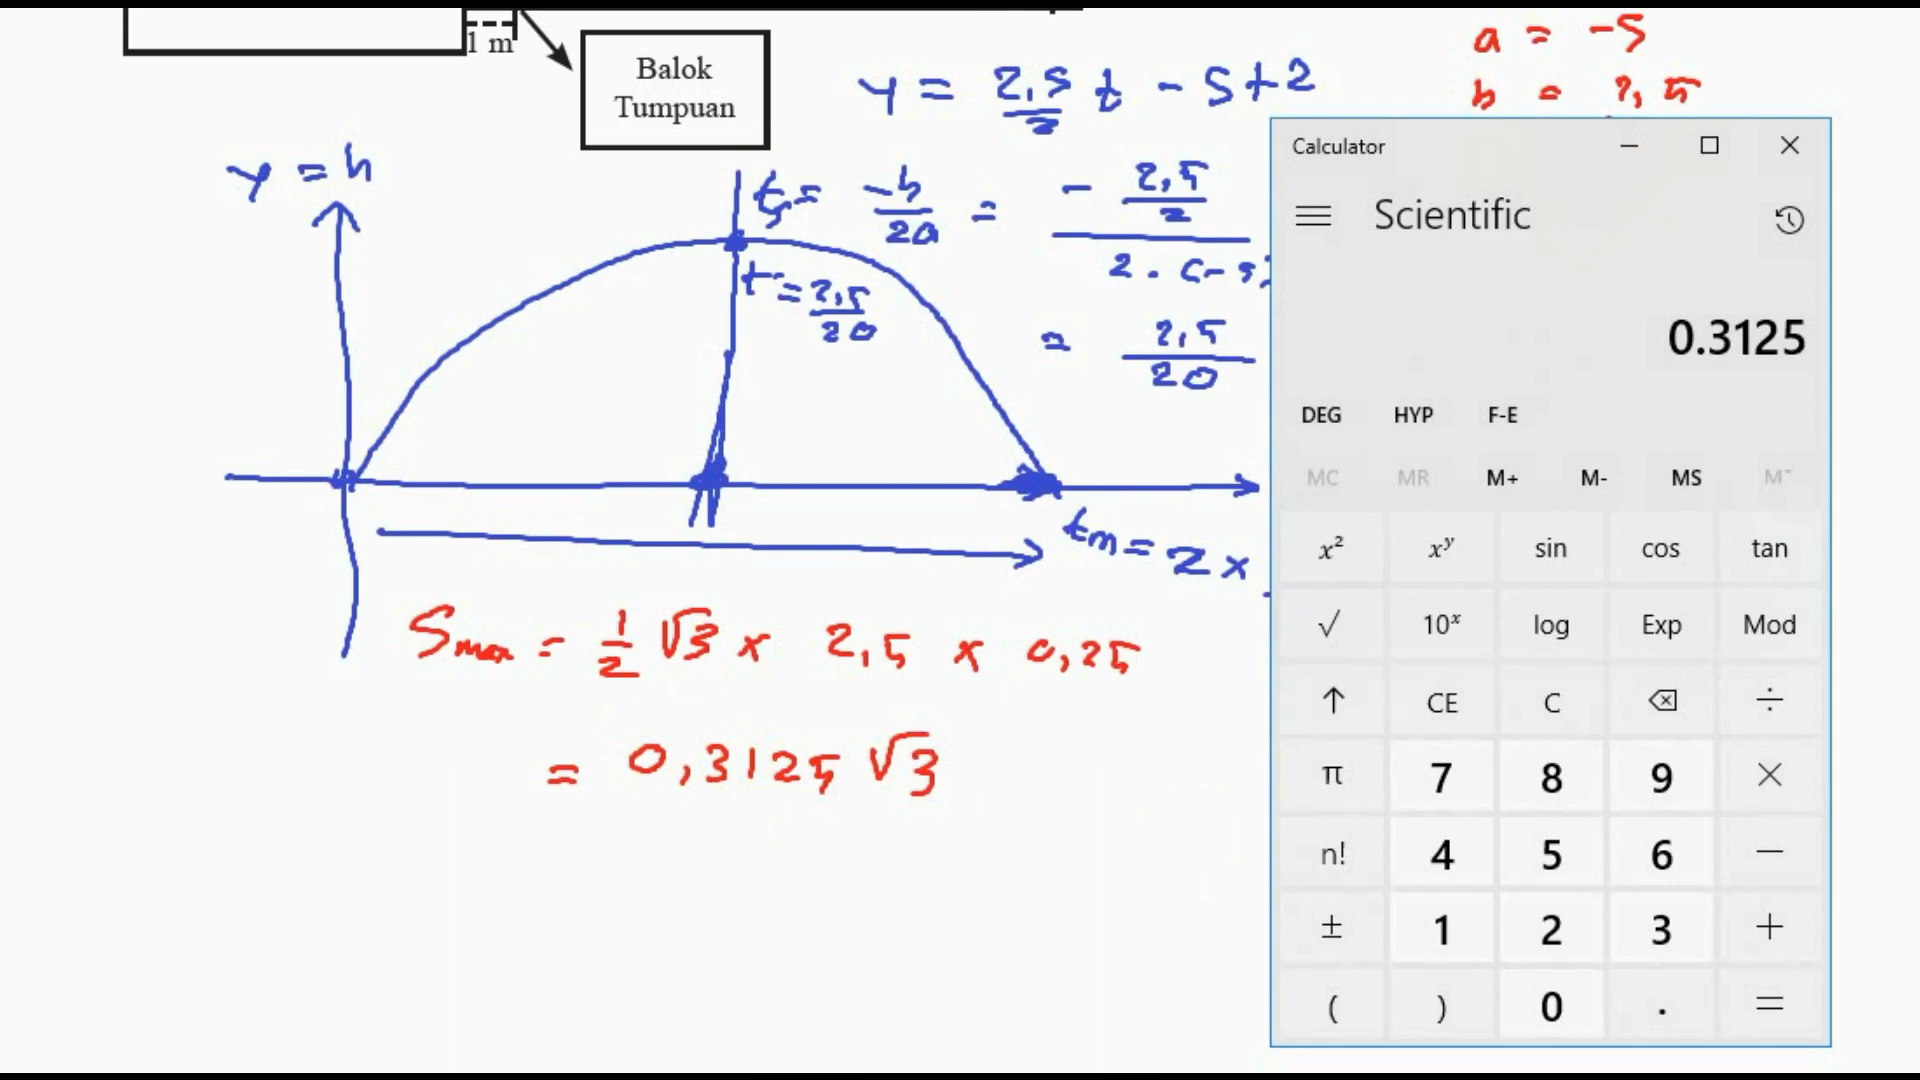 1 m
Balok
Tumpuan
y = 2,5/2 t - 5t2
a = -5
b = 2,5
y = h
ts = -b/2a = - 2,5/2
2 . (-5)
t = 2,5/20
= 2,5/20
tm = 2 x
Smax = 1/2 √3 x 2,5 x 0,25
= 0,3125 √3
Calculator
Scientific
0.3125
DEG HYP F-E
MC MR M+ M- MS M˅
x² xʸ sin cos tan
√ 10ˣ log Exp Mod
↑ CE C ⌫ ÷
π 7 8 9 ×
n! 4 5 6 −
± 1 2 3 +
( ) 0 . =